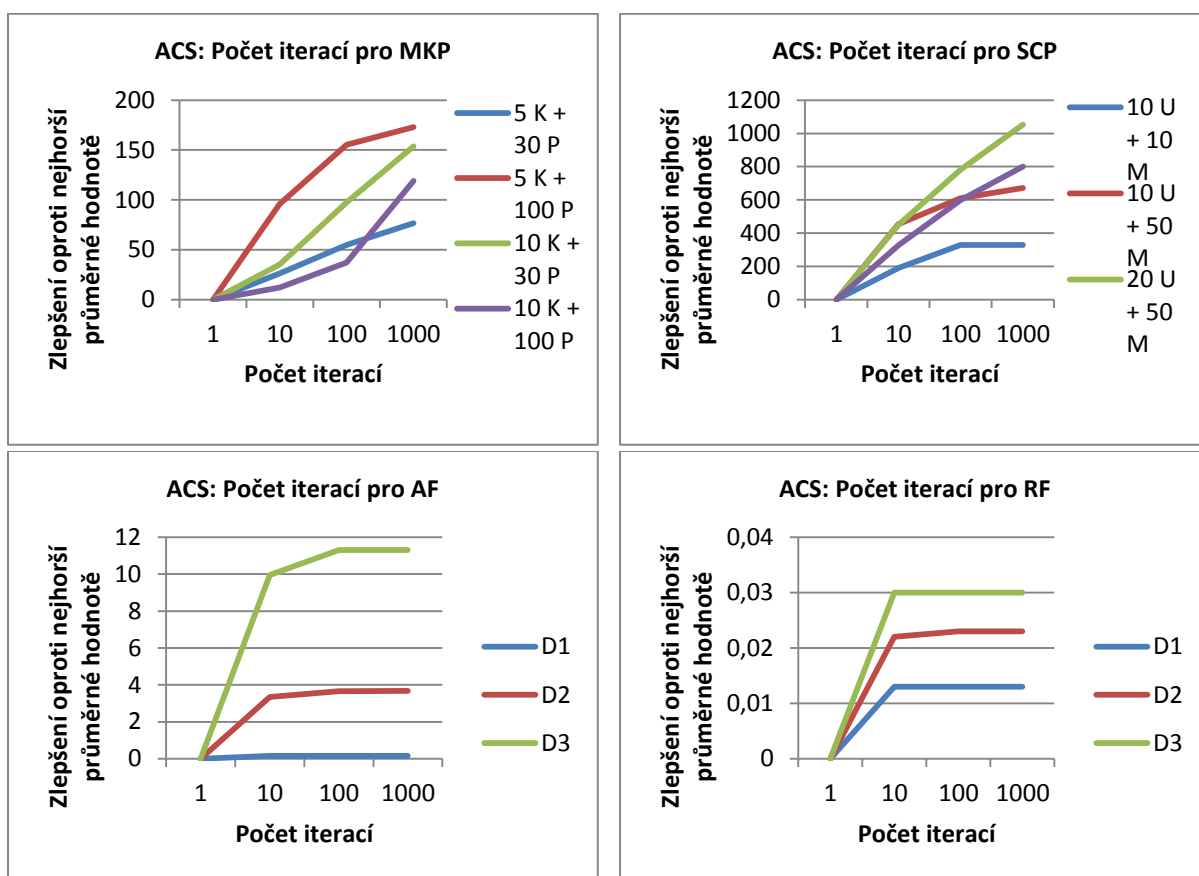 ACS: Počet iterací pro MKP
Zlepšení oproti nejhorší
průměrné hodnotě
200
150
100
50
0
1 10 100 1000
Počet iterací
5 K +
30 P
5 K +
100 P
10 K +
30 P
10 K +
100 P
ACS: Počet iterací pro SCP
Zlepšení oproti nejhorší
průměrné hodnotě
1200
1000
800
600
400
200
0
1 10 100 1000
Počet iterací
10 U
+ 10
M
10 U
+ 50
M
20 U
+ 50
M
ACS: Počet iterací pro AF
Zlepšení oproti nejhorší
průměrné hodnotě
12
10
8
6
4
2
0
1 10 100 1000
Počet iterací
D1
D2
D3
ACS: Počet iterací pro RF
Zlepšení oproti nejhorší
průměrné hodnotě
0,04
0,03
0,02
0,01
0
1 10 100 1000
Počet iterací
D1
D2
D3